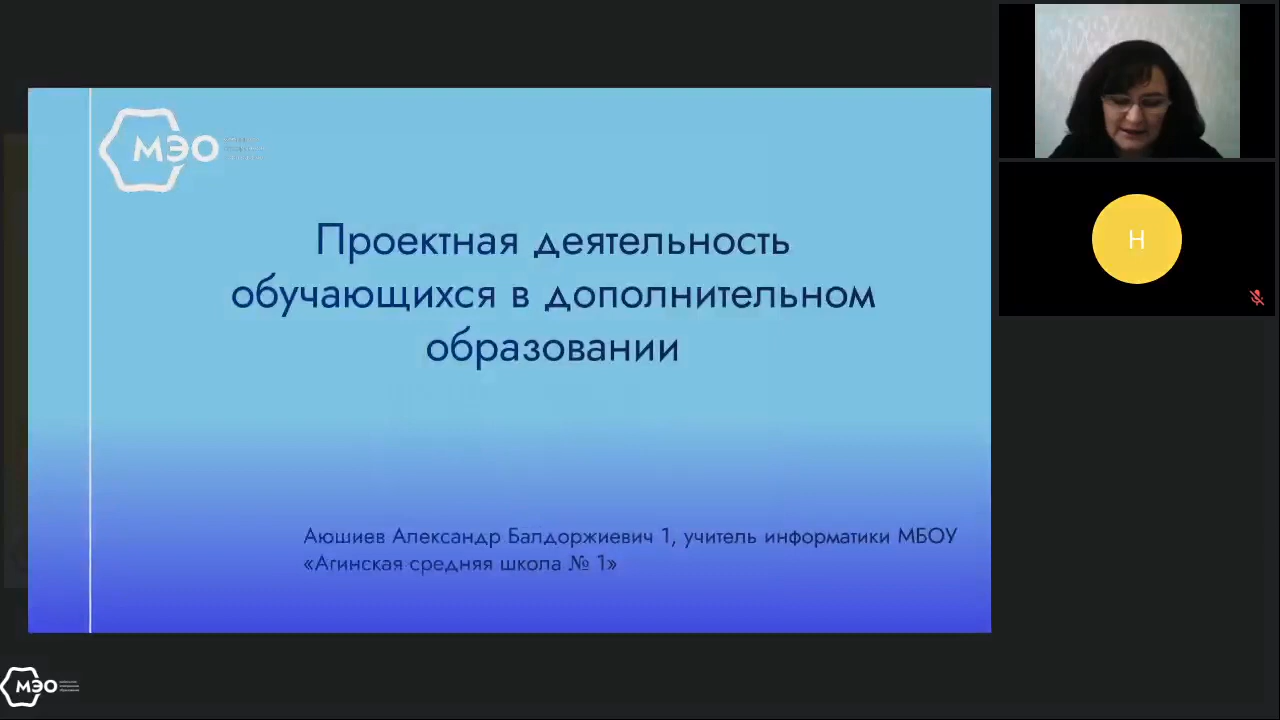 МЭО
Проектная деятельность
обучающихся в дополнительном
образовании
Аюшиев Александр Балдоржиевич 1, учитель информатики МБОУ
«Агинская средняя школа № 1»
Н
МЭО